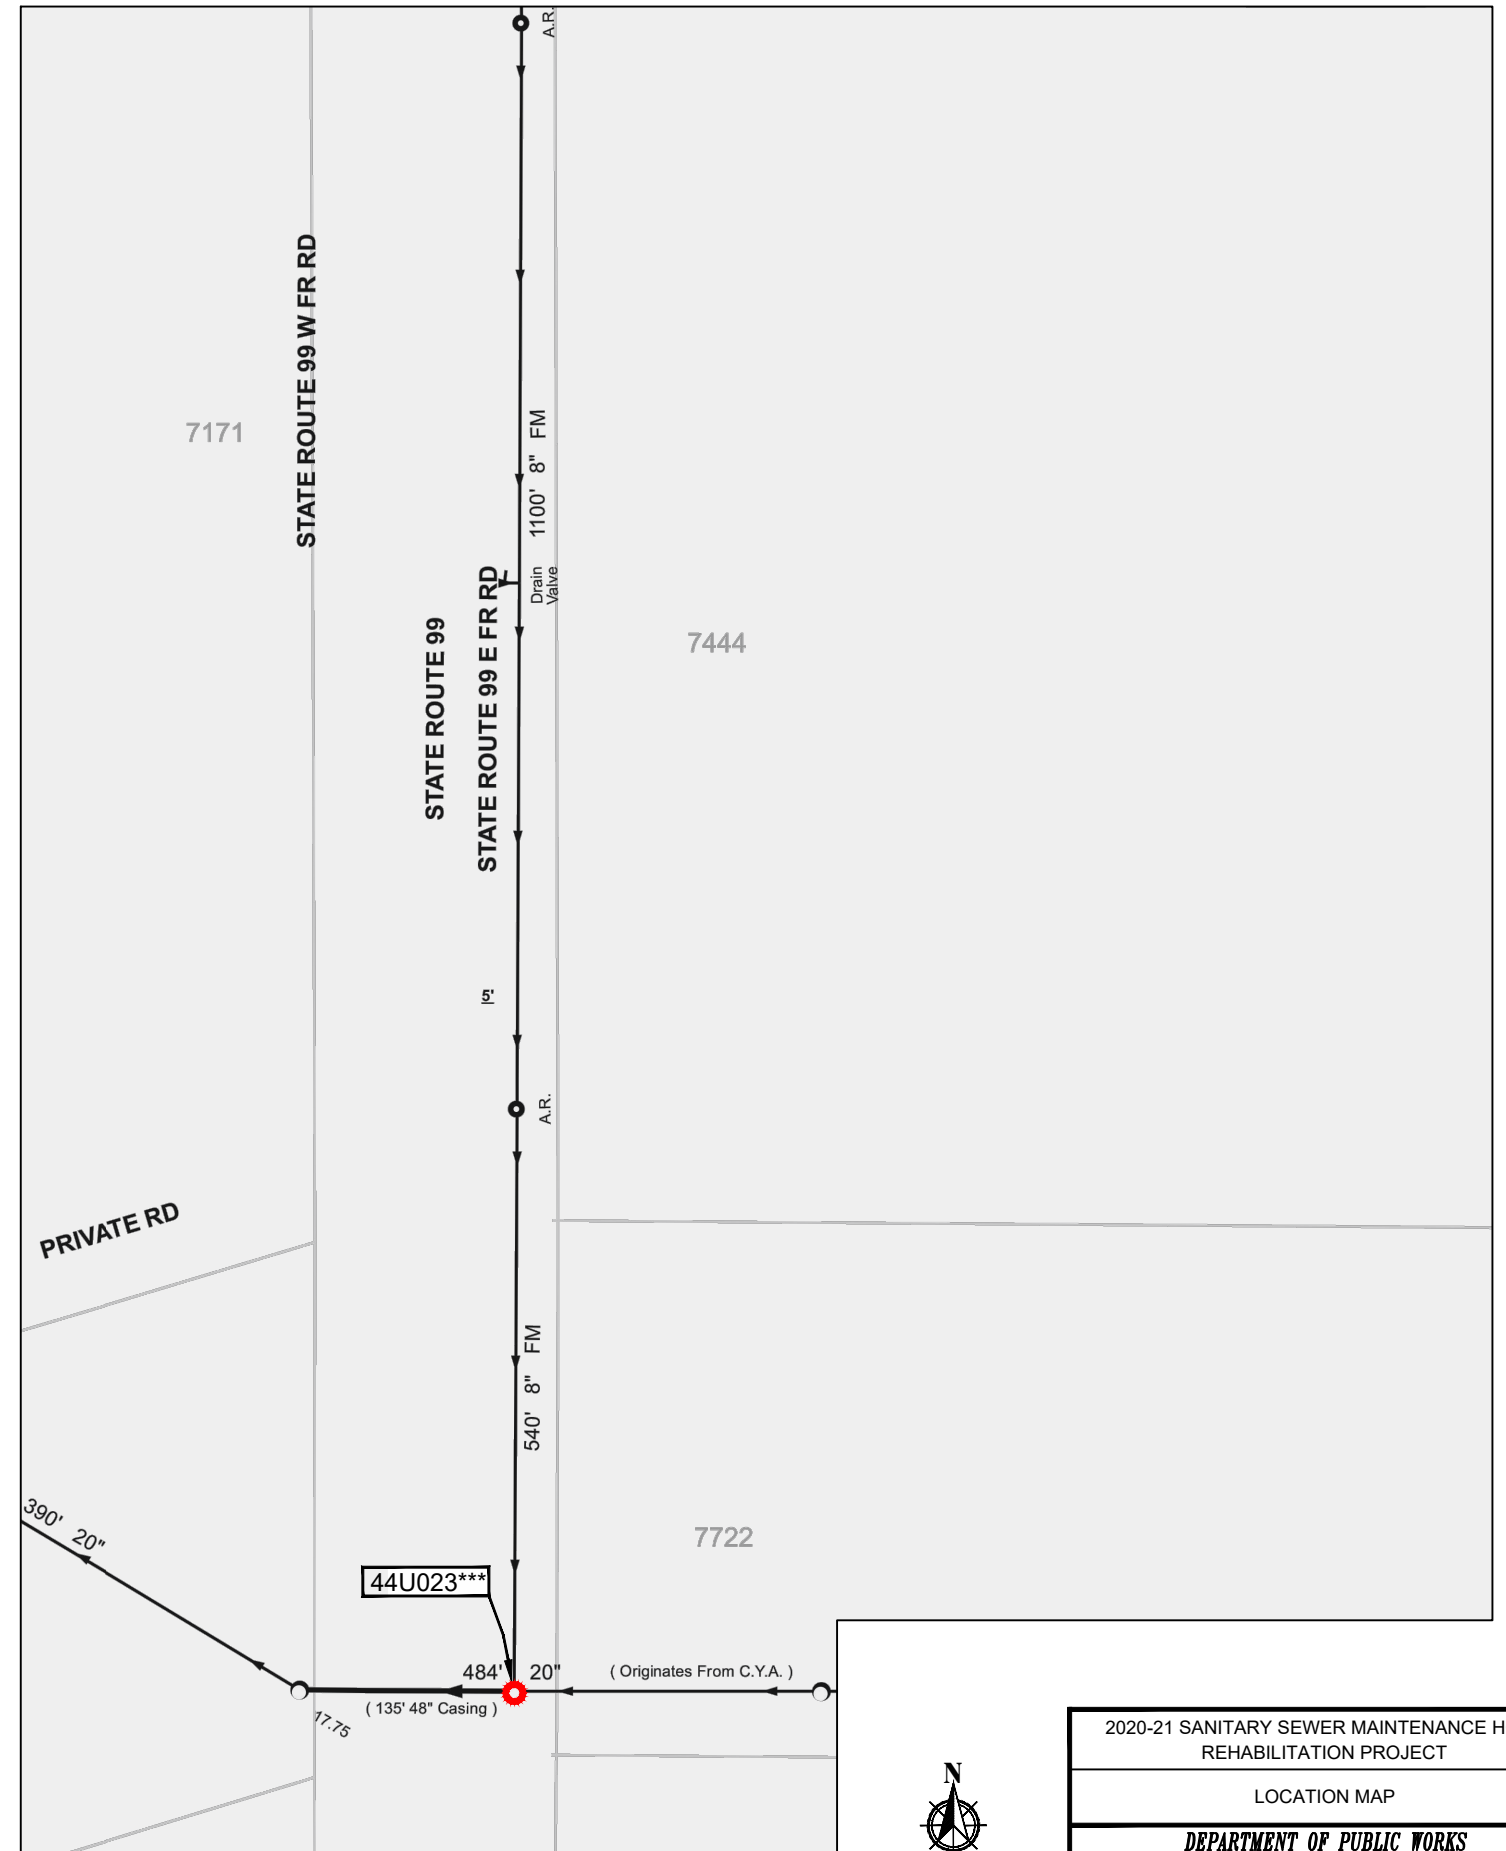 A.R.
STATE ROUTE 99 W FR RD
7171
1100' 8" FM
Drain
Valve
STATE ROUTE 99 E FR RD
STATE ROUTE 99
7444
5'
A.R.
PRIVATE RD
540' 8" FM
390' 20"
7722
44U023***
484' 20"
( Originates From C.Y.A. )
( 135' 48" Casing )
17.75
2020-21 SANITARY SEWER MAINTENANCE H
REHABILITATION PROJECT
N
LOCATION MAP
DEPARTMENT OF PUBLIC WORKS